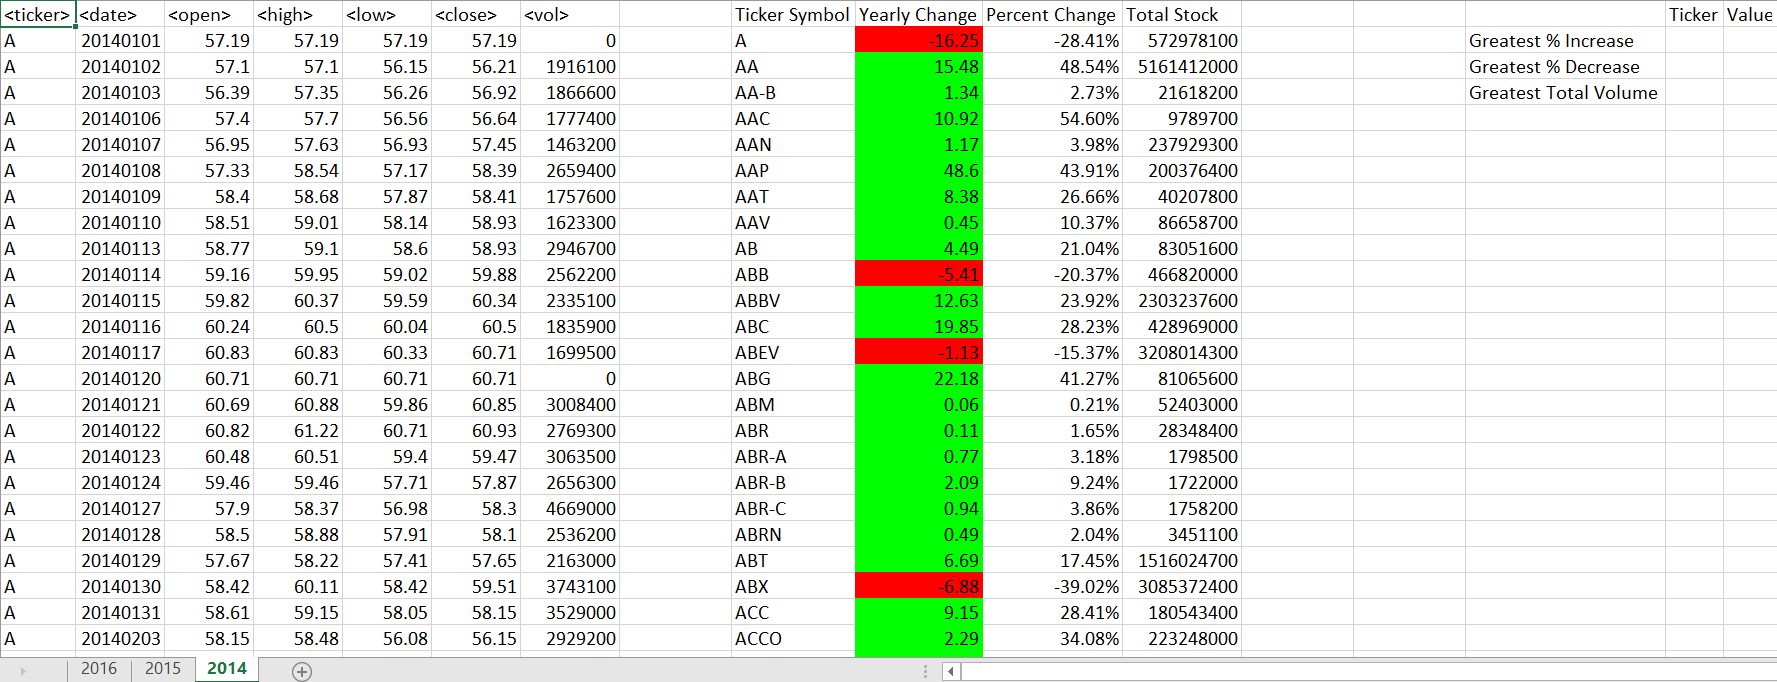 <ticker> <date> <open> <high> <low> <close> <vol> Ticker Symbol Yearly Change Percent Change Total Stock Ticker Value
A 20140101 57.19 57.19 57.19 57.19 0 A -16.25 -28.41% 572978100 Greatest % Increase
A 20140102 57.1 57.1 56.15 56.21 1916100 AA 15.48 48.54% 5161412000 Greatest % Decrease
A 20140103 56.39 57.35 56.26 56.92 1866600 AA-B 1.34 2.73% 21618200 Greatest Total Volume
A 20140106 57.4 57.7 56.56 56.64 1777400 AAC 10.92 54.60% 9789700
A 20140107 56.95 57.63 56.93 57.45 1463200 AAN 1.17 3.98% 237929300
A 20140108 57.33 58.54 57.17 58.39 2659400 AAP 48.6 43.91% 200376400
A 20140109 58.4 58.68 57.87 58.41 1757600 AAT 8.38 26.66% 40207800
A 20140110 58.51 59.01 58.14 58.93 1623300 AAV 0.45 10.37% 86658700
A 20140113 58.77 59.1 58.6 58.93 2946700 AB 4.49 21.04% 83051600
A 20140114 59.16 59.95 59.02 59.88 2562200 ABB -5.41 -20.37% 466820000
A 20140115 59.82 60.37 59.59 60.34 2335100 ABBV 12.63 23.92% 2303237600
A 20140116 60.24 60.5 60.04 60.5 1835900 ABC 19.85 28.23% 428969000
A 20140117 60.83 60.83 60.33 60.71 1699500 ABEV -1.13 -15.37% 3208014300
A 20140120 60.71 60.71 60.71 60.71 0 ABG 22.18 41.27% 81065600
A 20140121 60.69 60.88 59.86 60.85 3008400 ABM 0.06 0.21% 52403000
A 20140122 60.82 61.22 60.71 60.93 2769300 ABR 0.11 1.65% 28348400
A 20140123 60.48 60.51 59.4 59.47 3063500 ABR-A 0.77 3.18% 1798500
A 20140124 59.46 59.46 57.71 57.87 2656300 ABR-B 2.09 9.24% 1722000
A 20140127 57.9 58.37 56.98 58.3 4669000 ABR-C 0.94 3.86% 1758200
A 20140128 58.5 58.88 57.91 58.1 2536200 ABRN 0.49 2.04% 3451100
A 20140129 57.67 58.22 57.41 57.65 2163000 ABT 6.69 17.45% 1516024700
A 20140130 58.42 60.11 58.42 59.51 3743100 ABX -6.88 -39.02% 3085372400
A 20140131 58.61 59.15 58.05 58.15 3529000 ACC 9.15 28.41% 180543400
A 20140203 58.15 58.48 56.08 56.15 2929200 ACCO 2.29 34.08% 223248000
2016 2015 2014